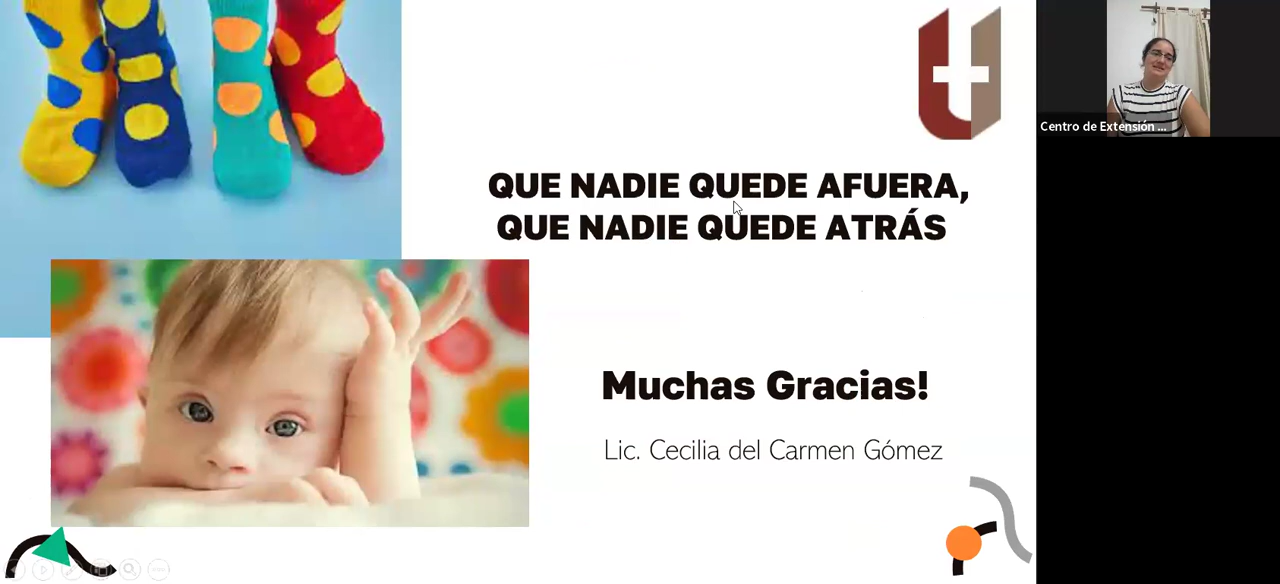 QUE NADIE QUEDE AFUERA,
QUE NADIE QUEDE ATRÁS
Muchas Gracias!
Lic. Cecilia del Carmen Gómez
Centro de Extensión ...